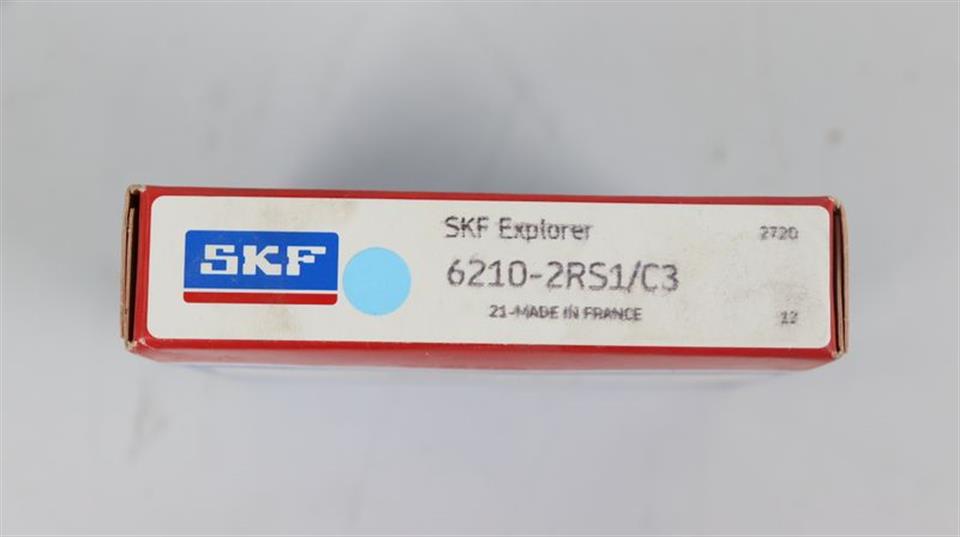 SKF
SKF Explorer
2720
6210-2RS1/C3
21-MADE IN FRANCE
12